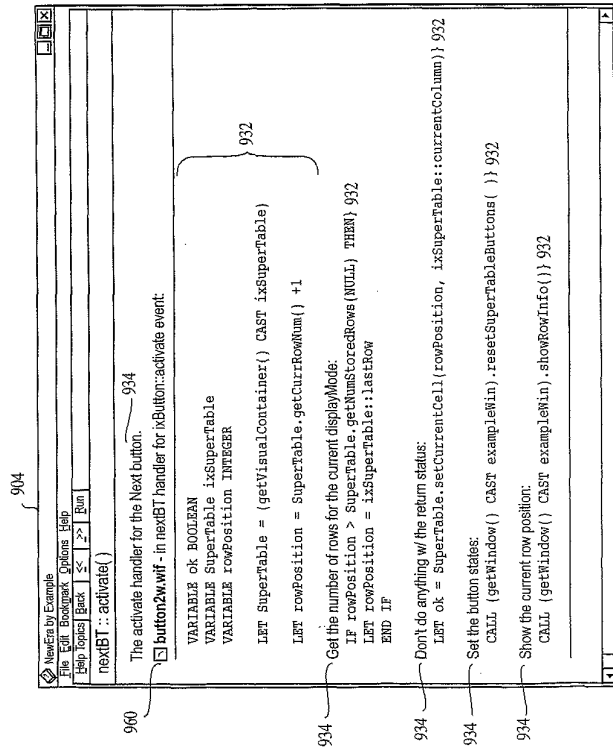 904
NewEra by Example
File Edit Bookmark Options Help
Help Topics Back << >> Run
nextBT :: activate()
The activate handler for the Next button. 934
960 button2w.wif - in nextBT handler for ixButton::activate event:
VARIABLE ok BOOLEAN
VARIABLE SuperTable ixSuperTable
VARIABLE rowPosition INTEGER
932
LET SuperTable = (getVisualContainer() CAST ixSuperTable)
LET rowPosition = SuperTable.getCurrRowNum() +1
934 Get the number of rows for the current displayMode:
IF rowPosition > SuperTable.getNumStoredRows(NULL) THEN} 932
LET rowPosition = ixSuperTable::lastRow
END IF
934 Don't do anything w/ the return status:
LET ok = SuperTable.setCurrentCell(rowPosition, ixSuperTable::currentColumn)} 932
934 Set the button states:
CALL (getWindow() CAST exampleWin).resetSuperTableButtons( )} 932
934 Show the current row position:
CALL (getWindow() CAST exampleWin).showRowInfo()} 932